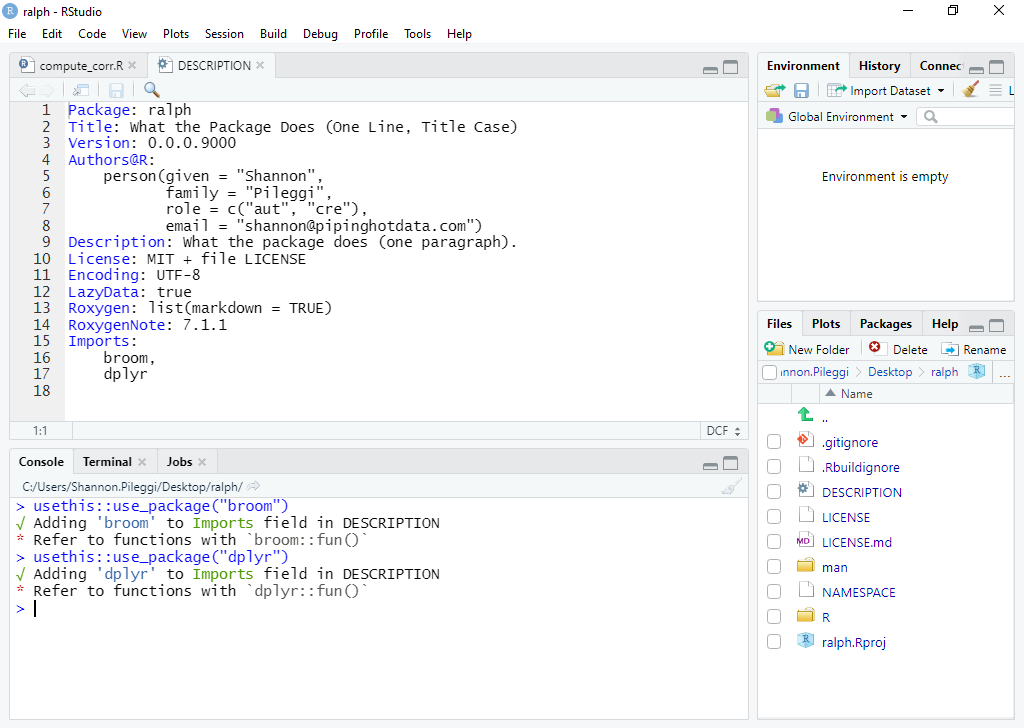 ralph - RStudio
File Edit Code View Plots Session Build Debug Profile Tools Help
compute_corr.R DESCRIPTION
1 Package: ralph
2 Title: What the Package Does (One Line, Title Case)
3 Version: 0.0.0.9000
4 Authors@R:
5 person(given = "Shannon",
6 family = "Pileggi",
7 role = c("aut", "cre"),
8 email = "shannon@pipinghotdata.com")
9 Description: What the package does (one paragraph).
10 License: MIT + file LICENSE
11 Encoding: UTF-8
12 LazyData: true
13 Roxygen: list(markdown = TRUE)
14 RoxygenNote: 7.1.1
15 Imports:
16 broom,
17 dplyr
18
1:1 DCF
Console Terminal Jobs
C:/Users/Shannon.Pileggi/Desktop/ralph/
> usethis::use_package("broom")
√ Adding 'broom' to Imports field in DESCRIPTION
* Refer to functions with `broom::fun()`
> usethis::use_package("dplyr")
√ Adding 'dplyr' to Imports field in DESCRIPTION
* Refer to functions with `dplyr::fun()`
>
Environment History Connec
Import Dataset L
Global Environment
Environment is empty
Files Plots Packages Help
New Folder Delete Rename
nnon.Pileggi Desktop ralph ...
Name
..
.gitignore
.Rbuildignore
DESCRIPTION
LICENSE
MD LICENSE.md
man
NAMESPACE
R
ralph.Rproj